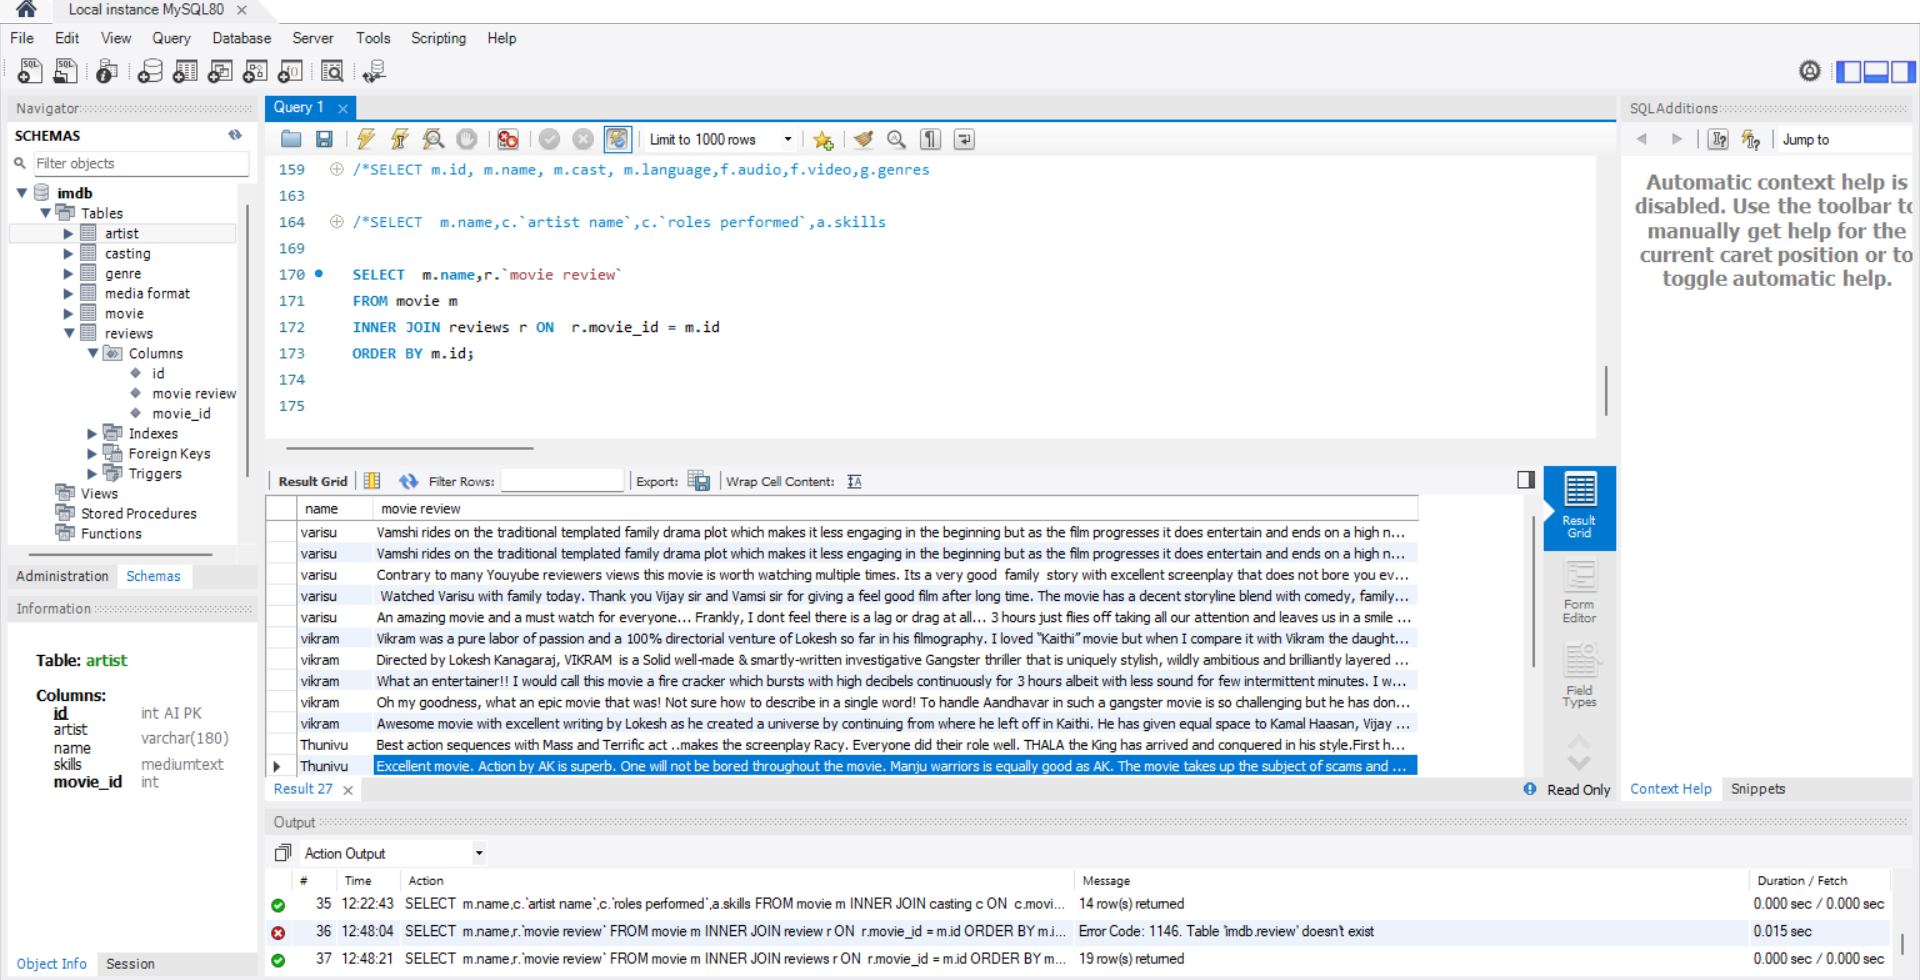 Local instance MySQL80
File Edit View Query Database Server Tools Scripting Help
Navigator
SCHEMAS
Filter objects
imdb
Tables
artist
casting
genre
media format
movie
reviews
Columns
id
movie review
movie_id
Indexes
Foreign Keys
Triggers
Views
Stored Procedures
Functions
Administration Schemas
Information
Table: artist
Columns:
id int AI PK
artist name varchar(180)
skills mediumtext
movie_id int
Object Info Session
Query 1
Limit to 1000 rows
159 /*SELECT m.id, m.name, m.cast, m.language,f.audio,f.video,g.genres
163
164 /*SELECT  m.name,c.`artist name`,c.`roles performed`,a.skills
169
170 SELECT  m.name,r.`movie review`
171 FROM movie m
172 INNER JOIN reviews r ON  r.movie_id = m.id
173 ORDER BY m.id;
174
175
Result Grid Filter Rows: Export: Wrap Cell Content:
name movie review
varisu Vamshi rides on the traditional templated family drama plot which makes it less engaging in the beginning but as the film progresses it does entertain and ends on a high n...
varisu Vamshi rides on the traditional templated family drama plot which makes it less engaging in the beginning but as the film progresses it does entertain and ends on a high n...
varisu Contrary to many Youyube reviewers views this movie is worth watching multiple times. Its a very good  family  story with excellent screenplay that does not bore you ev...
varisu Watched Varisu with family today. Thank you Vijay sir and Vamsi sir for giving a feel good film after long time. The movie has a decent storyline blend with comedy, family...
varisu An amazing movie and a must watch for everyone... Frankly, I dont feel there is a lag or drag at all... 3 hours just flies off taking all our attention and leaves us in a smile ...
vikram Vikram was a pure labor of passion and a 100% directorial venture of Lokesh so far in his filmography. I loved "Kaithi" movie but when I compare it with Vikram the daught...
vikram Directed by Lokesh Kanagaraj, VIKRAM  is a Solid well-made & smartly-written investigative Gangster thriller that is uniquely stylish, wildly ambitious and brilliantly layered ...
vikram What an entertainer!! I would call this movie a fire cracker which bursts with high decibels continuously for 3 hours albeit with less sound for few intermittent minutes. I w...
vikram Oh my goodness, what an epic movie that was! Not sure how to describe in a single word! To handle Aandhavar in such a gangster movie is so challenging but he has don...
vikram Awesome movie with excellent writing by Lokesh as he created a universe by continuing from where he left off in Kaithi. He has given equal space to Kamal Haasan, Vijay ...
Thunivu Best action sequences with Mass and Terrific act ..makes the screenplay Racy. Everyone did their role well. THALA the King has arrived and conquered in his style.First h...
Thunivu Excellent movie. Action by AK is superb. One will not be bored throughout the movie. Manju warriors is equally good as AK. The movie takes up the subject of scams and ...
Result 27
Read Only
Result Grid
Form Editor
Field Types
Output
Action Output
# Time Action Message Duration / Fetch
35 12:22:43 SELECT  m.name,c.`artist name`,c.`roles performed`,a.skills FROM movie m INNER JOIN casting c ON  c.movi... 14 row(s) returned 0.000 sec / 0.000 sec
36 12:48:04 SELECT  m.name,r.`movie review` FROM movie m INNER JOIN review r ON  r.movie_id = m.id ORDER BY m.i... Error Code: 1146. Table 'imdb.review' doesn't exist 0.015 sec
37 12:48:21 SELECT  m.name,r.`movie review` FROM movie m INNER JOIN reviews r ON  r.movie_id = m.id ORDER BY m... 19 row(s) returned 0.000 sec / 0.000 sec
SQLAdditions
Jump to
Automatic context help is
disabled. Use the toolbar to
manually get help for the
current caret position or to
toggle automatic help.
Context Help Snippets